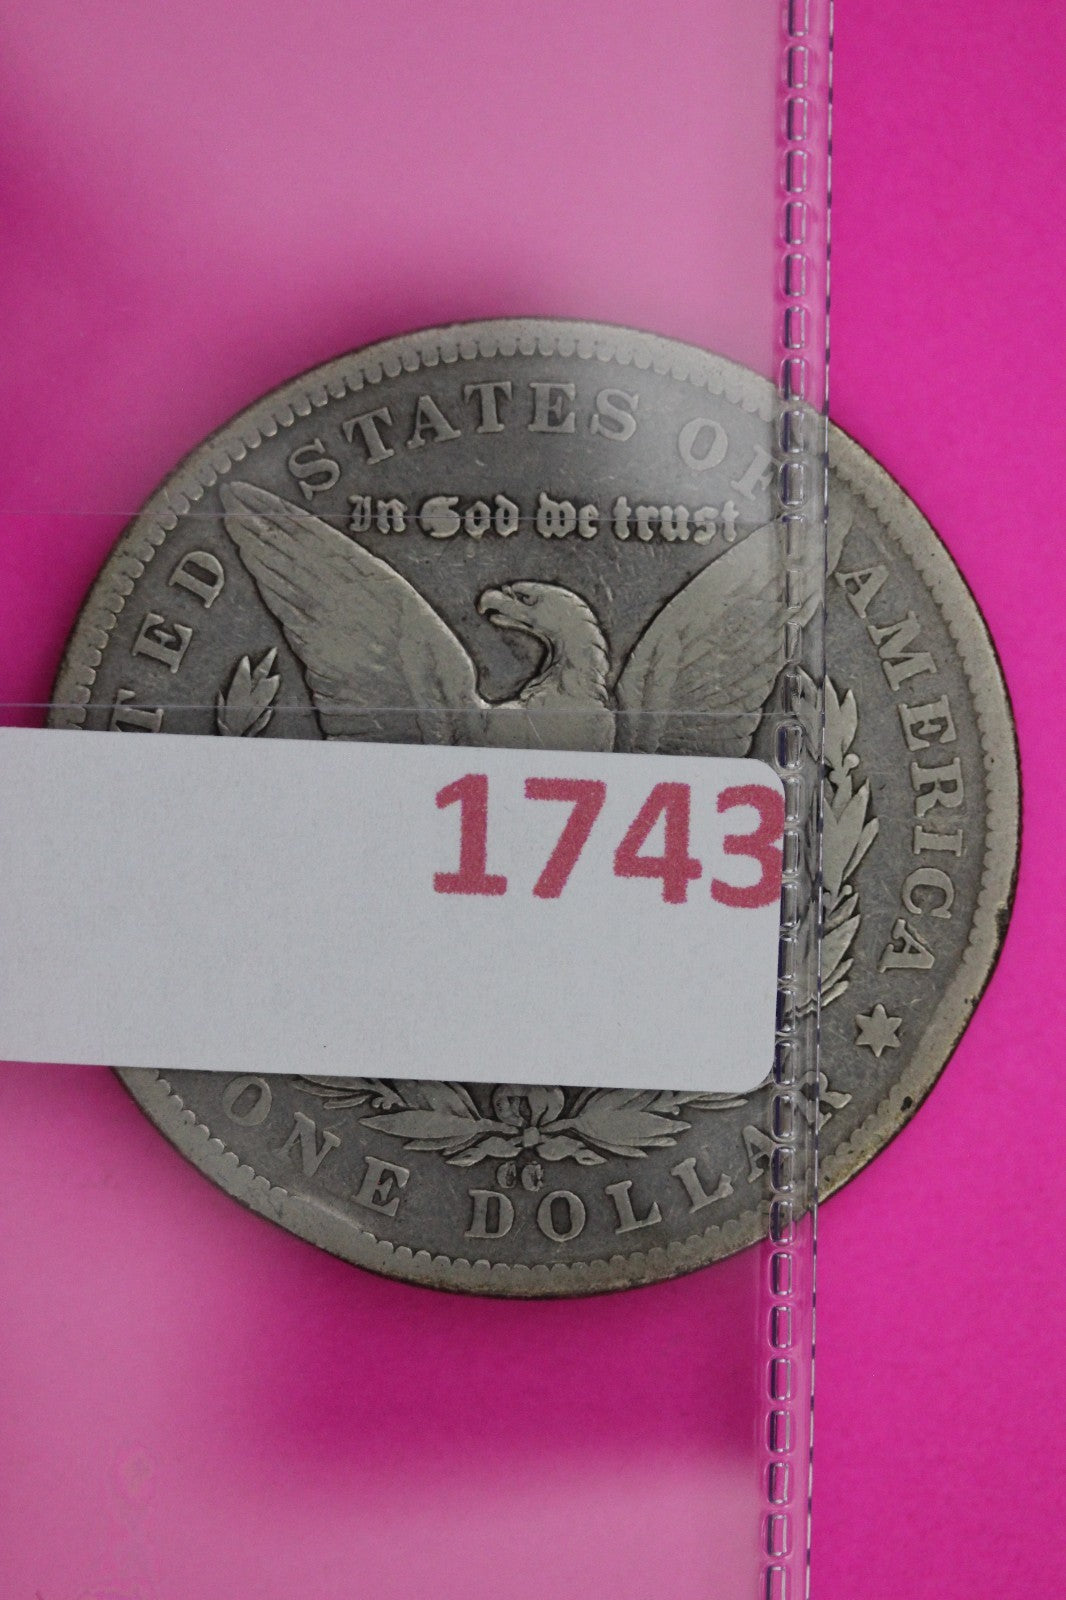 TED STATES OF AMERICA
In God we trust
1743
CC
ONE DOLLAR